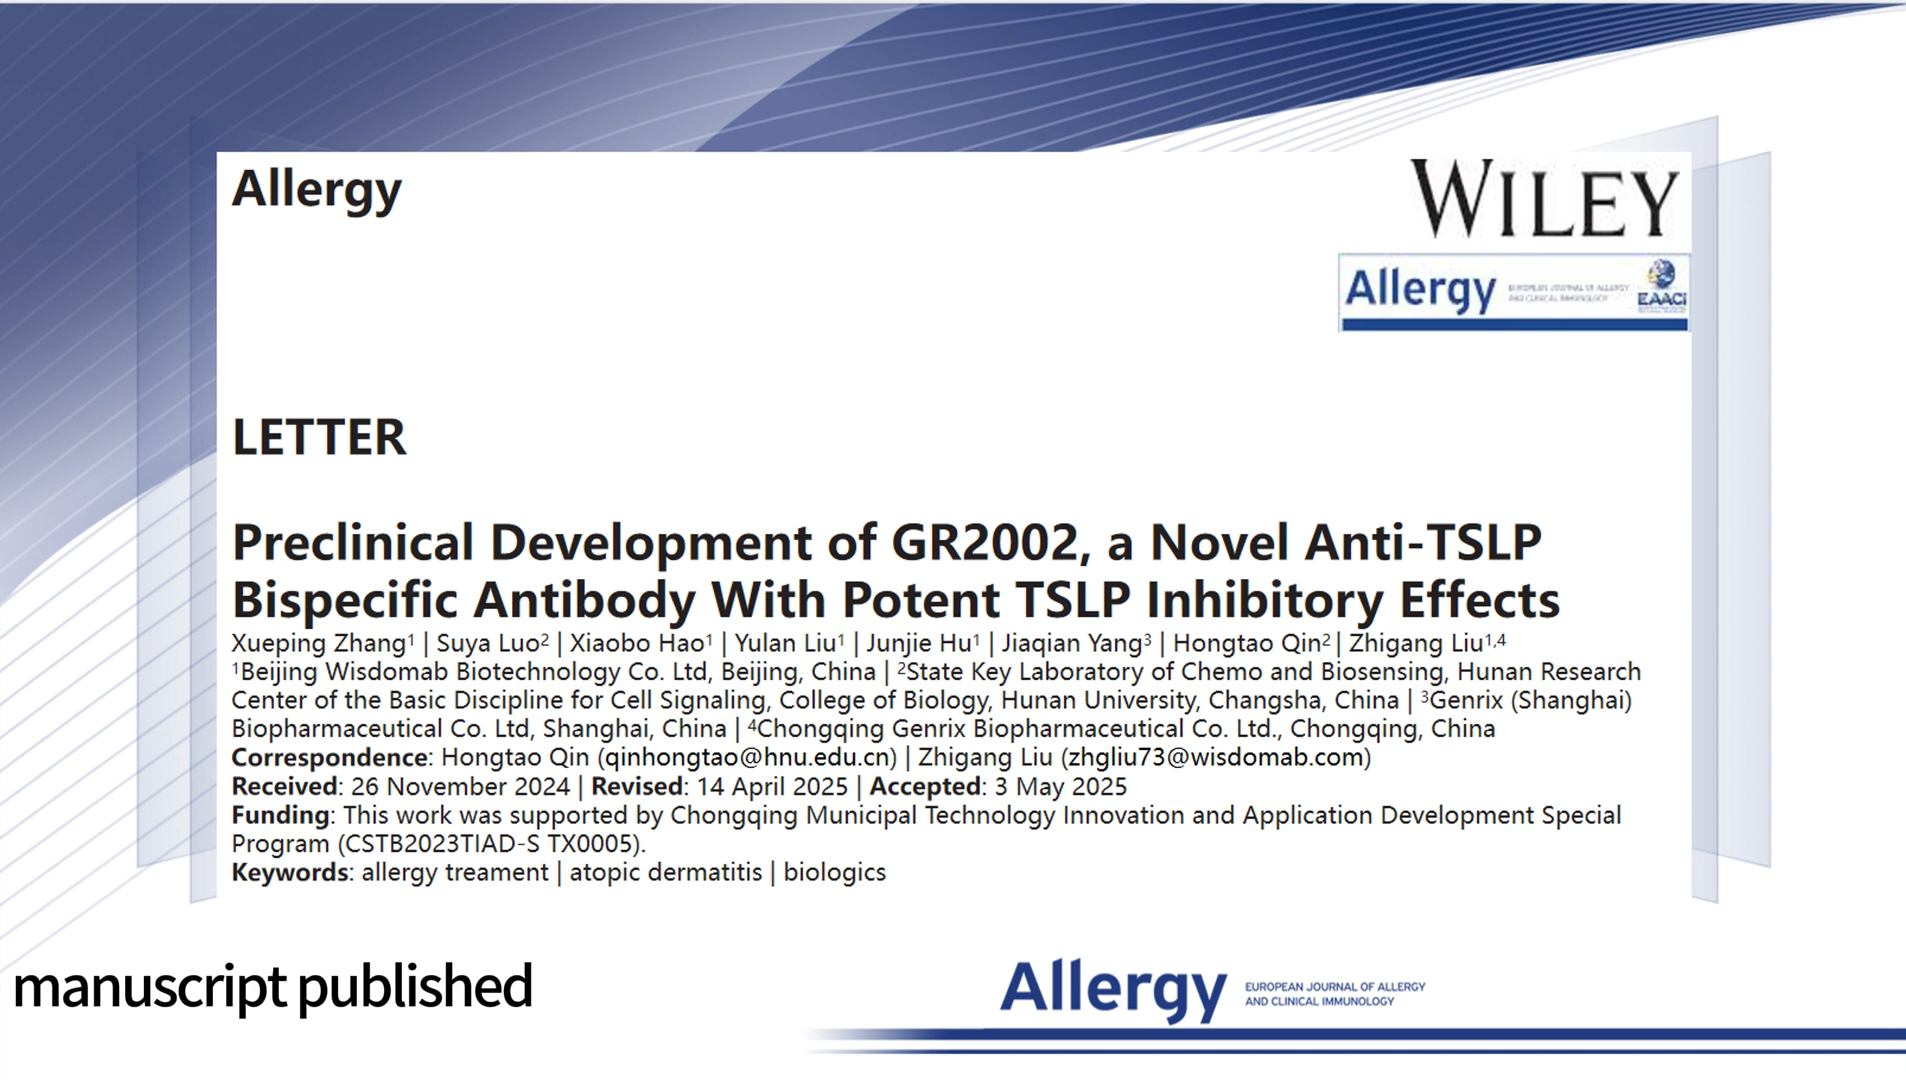 Allergy
WILEY
Allergy
EUROPEAN JOURNAL OF ALLERGY
AND CLINICAL IMMUNOLOGY
EAACI
LETTER
Preclinical Development of GR2002, a Novel Anti-TSLP
Bispecific Antibody With Potent TSLP Inhibitory Effects
Xueping Zhang¹ | Suya Luo² | Xiaobo Hao¹ | Yulan Liu¹ | Junjie Hu¹ | Jiaqian Yang³ | Hongtao Qin² | Zhigang Liu¹,⁴
¹Beijing Wisdomab Biotechnology Co. Ltd, Beijing, China | ²State Key Laboratory of Chemo and Biosensing, Hunan Research
Center of the Basic Discipline for Cell Signaling, College of Biology, Hunan University, Changsha, China | ³Genrix (Shanghai)
Biopharmaceutical Co. Ltd, Shanghai, China | ⁴Chongqing Genrix Biopharmaceutical Co. Ltd., Chongqing, China
Correspondence: Hongtao Qin (qinhongtao@hnu.edu.cn) | Zhigang Liu (zhgliu73@wisdomab.com)
Received: 26 November 2024 | Revised: 14 April 2025 | Accepted: 3 May 2025
Funding: This work was supported by Chongqing Municipal Technology Innovation and Application Development Special
Program (CSTB2023TIAD-S TX0005).
Keywords: allergy treament | atopic dermatitis | biologics
manuscript published
Allergy
EUROPEAN JOURNAL OF ALLERGY
AND CLINICAL IMMUNOLOGY